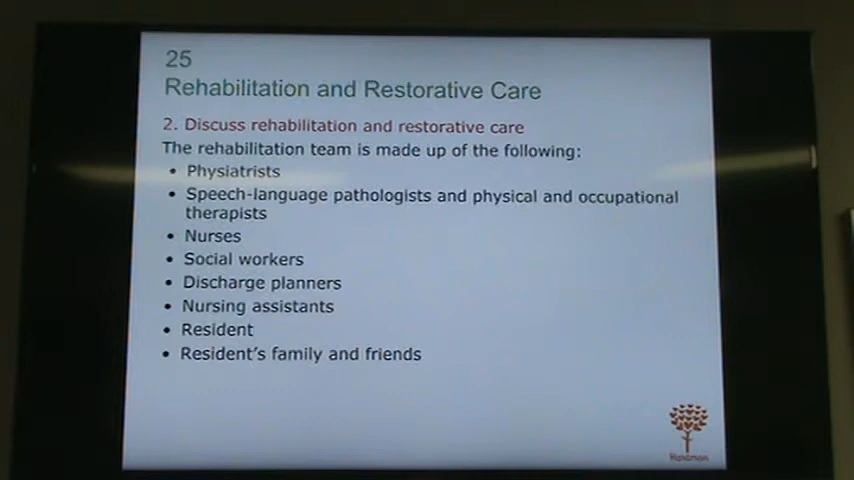 25
Rehabilitation and Restorative Care
2. Discuss rehabilitation and restorative care
The rehabilitation team is made up of the following:
• Physiatrists
• Speech-language pathologists and physical and occupational
therapists
• Nurses
• Social workers
• Discharge planners
• Nursing assistants
• Resident
• Resident's family and friends
Hartman